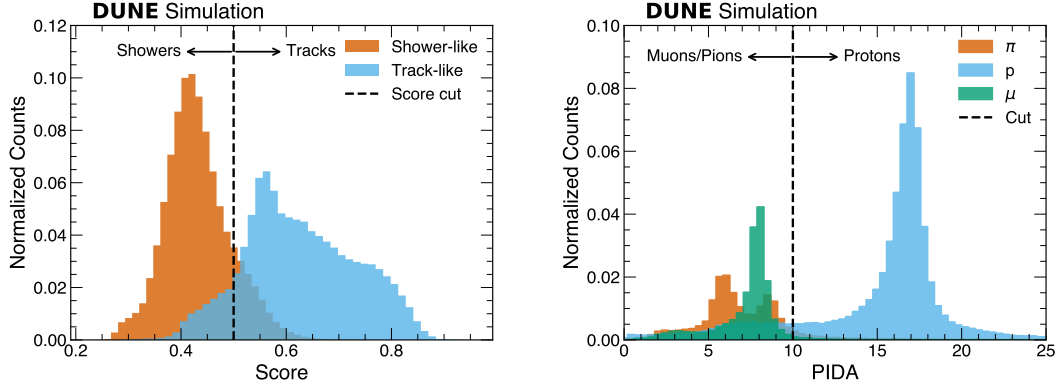 DUNE Simulation
0.12
0.10
0.08
0.06
0.04
0.02
0.00
Normalized Counts
Showers
Tracks
Shower-like
Track-like
Score cut
0.2
0.4
0.6
0.8
Score
DUNE Simulation
0.10
0.08
0.06
0.04
0.02
0.00
Normalized Counts
Muons/Pions
Protons
π
p
μ
Cut
0
5
10
15
20
25
PIDA